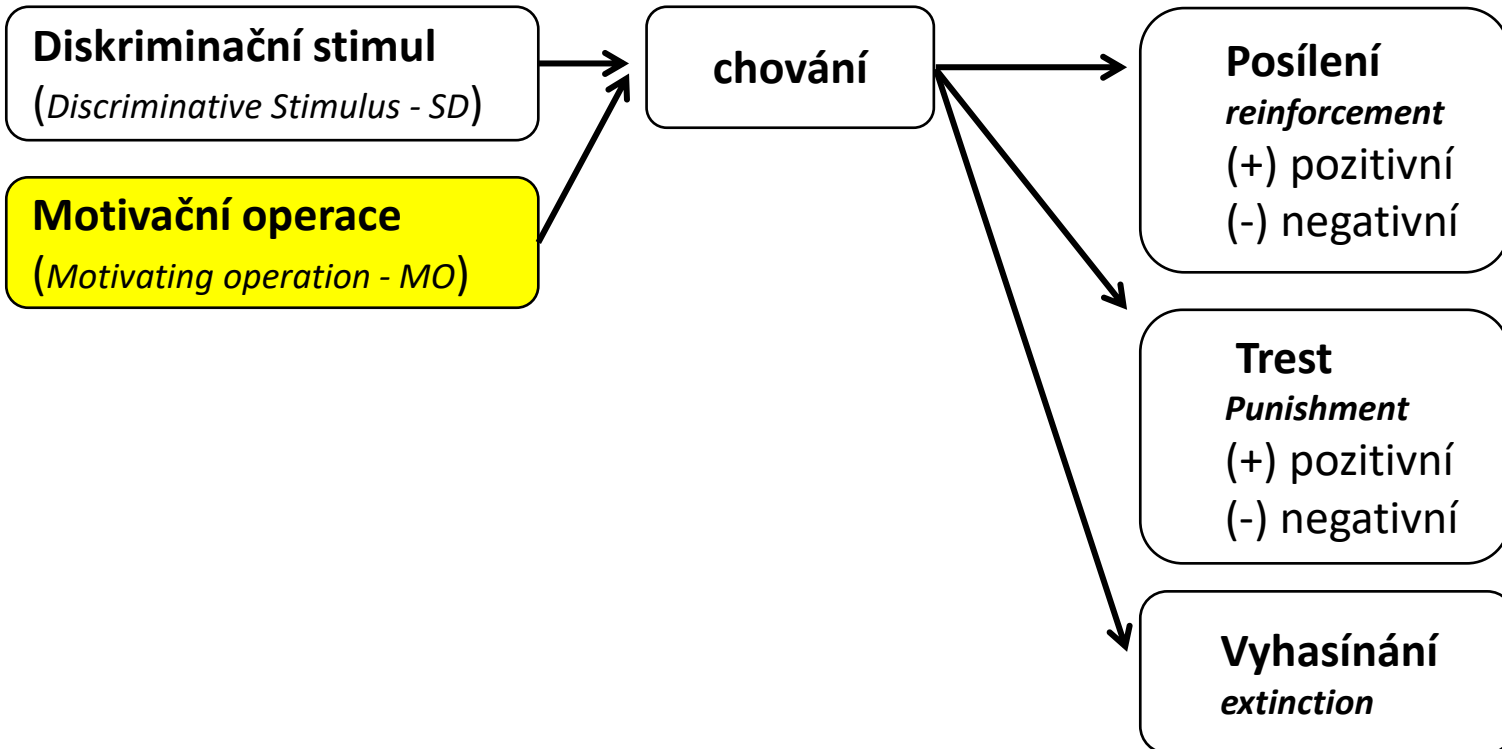 Diskriminační stimul
(Discriminative Stimulus - SD)
Motivační operace
(Motivating operation - MO)
chování
Posílení
reinforcement
(+) pozitivní
(-) negativní
Trest
Punishment
(+) pozitivní
(-) negativní
Vyhasínání
extinction